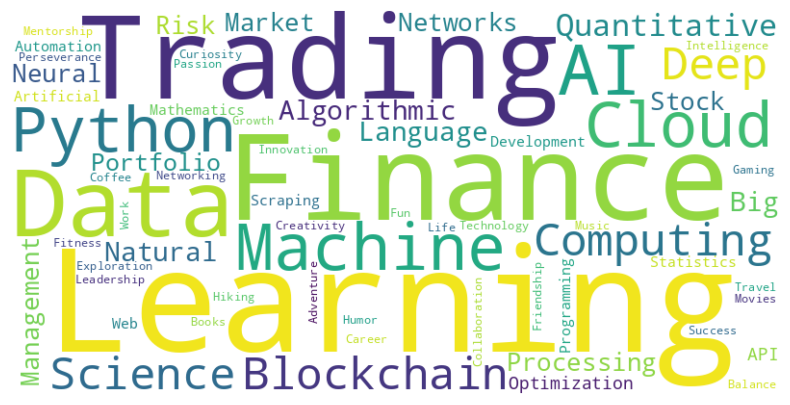 Mentorship
Risk
Market
Networks
Quantitative
Trading
Automation
Curiosity
Intelligence
Perseverance
Passion
AI
Deep
Neural
Artificial
Mathematics
Algorithmic
Stock
Python
Growth
Language
Development
Cloud
Portfolio
Innovation
Finance
Coffee
Networking
Gaming
Data
Work
Scraping
Fun
Big
Fitness
Natural
Creativity
Machine
Life
Technology
Music
Computing
Management
Exploration
Leadership
Learning
Statistics
Hiking
Adventure
Collaboration
Friendship
Programming
Travel
Movies
Web
Books
Humor
Career
Success
Science
Blockchain
Processing
API
Optimization
Balance